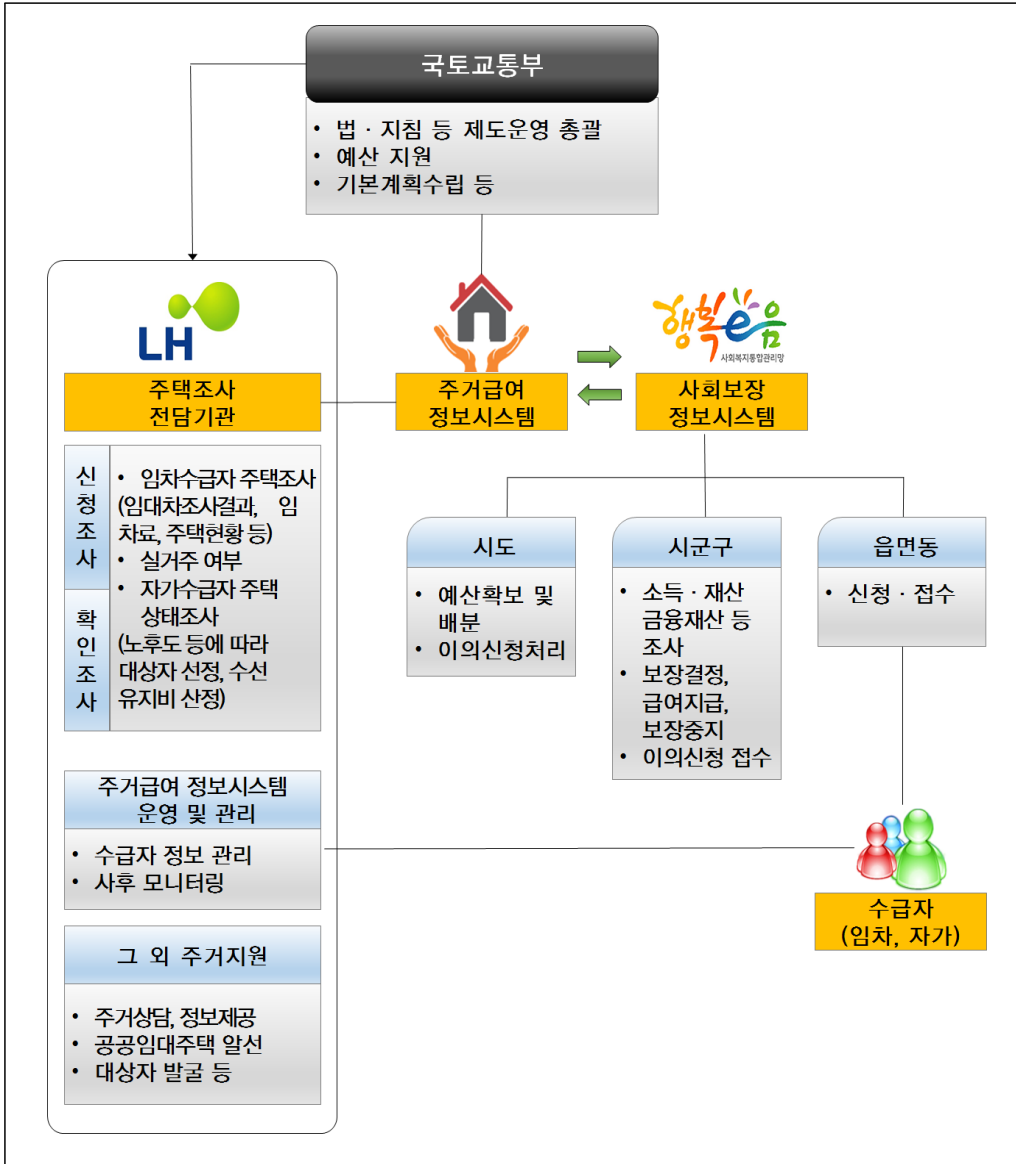 국토교통부
• 법 · 지침 등 제도운영 총괄
• 예산 지원
• 기본계획수립 등
LH
주택조사
전담기관
주거급여
정보시스템
행복e음
사회복지통합관리망
사회보장
정보시스템
신청조사
• 임차수급자 주택조사
(임대차조사결과, 임
차료, 주택현황 등)
• 실거주 여부
• 자가수급자 주택
상태조사
(노후도 등에 따라
대상자 선정, 수선
유지비 산정)
확인조사
시도
• 예산확보 및
배분
• 이의신청처리
시군구
• 소득 · 재산
금융재산 등
조사
• 보장결정,
급여지급,
보장중지
• 이의신청 접수
읍면동
• 신청 · 접수
주거급여 정보시스템
운영 및 관리
• 수급자 정보 관리
• 사후 모니터링
수급자
(임차, 자가)
그 외 주거지원
• 주거상담, 정보제공
• 공공임대주택 알선
• 대상자 발굴 등